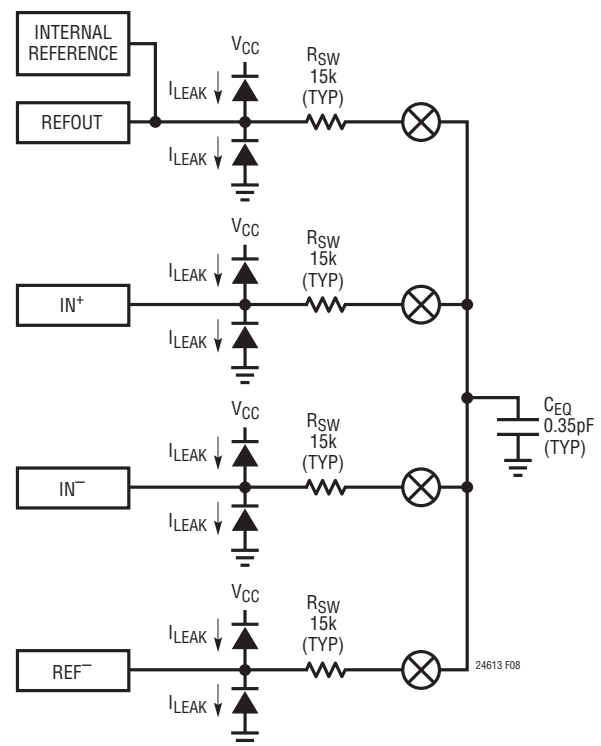 INTERNAL
REFERENCE
REFOUT
VCC
ILEAK
ILEAK
RSW
15k
(TYP)
IN+
VCC
ILEAK
ILEAK
RSW
15k
(TYP)
IN–
VCC
ILEAK
ILEAK
RSW
15k
(TYP)
CEQ
0.35pF
(TYP)
REF–
VCC
ILEAK
ILEAK
RSW
15k
(TYP)
24613 F08